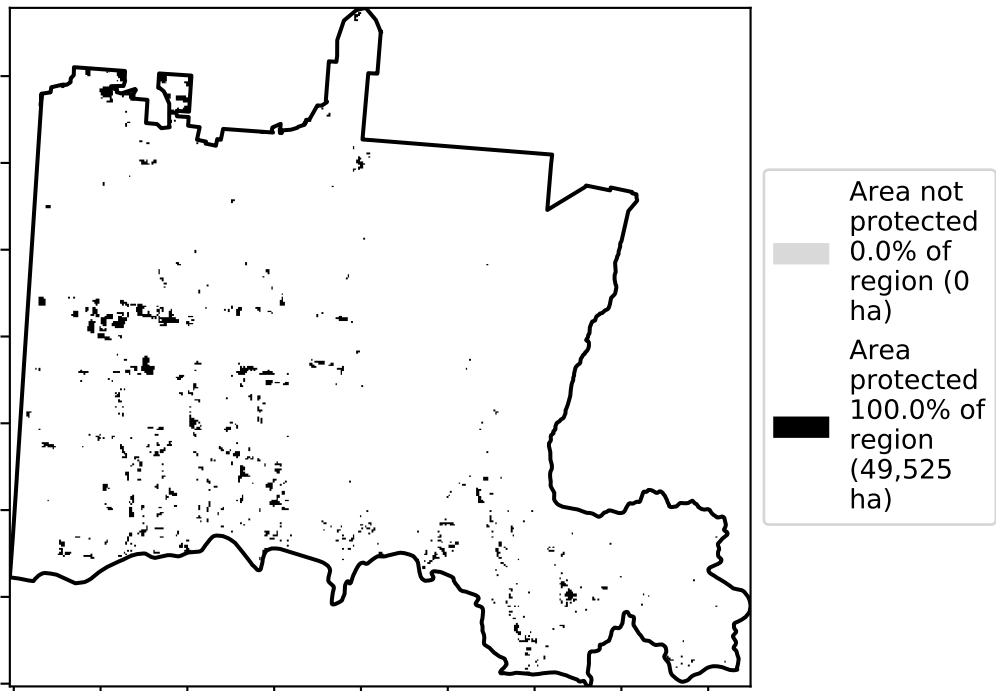 Area not
protected
0.0% of
region (0
ha)
Area
protected
100.0% of
region
(49,525
ha)